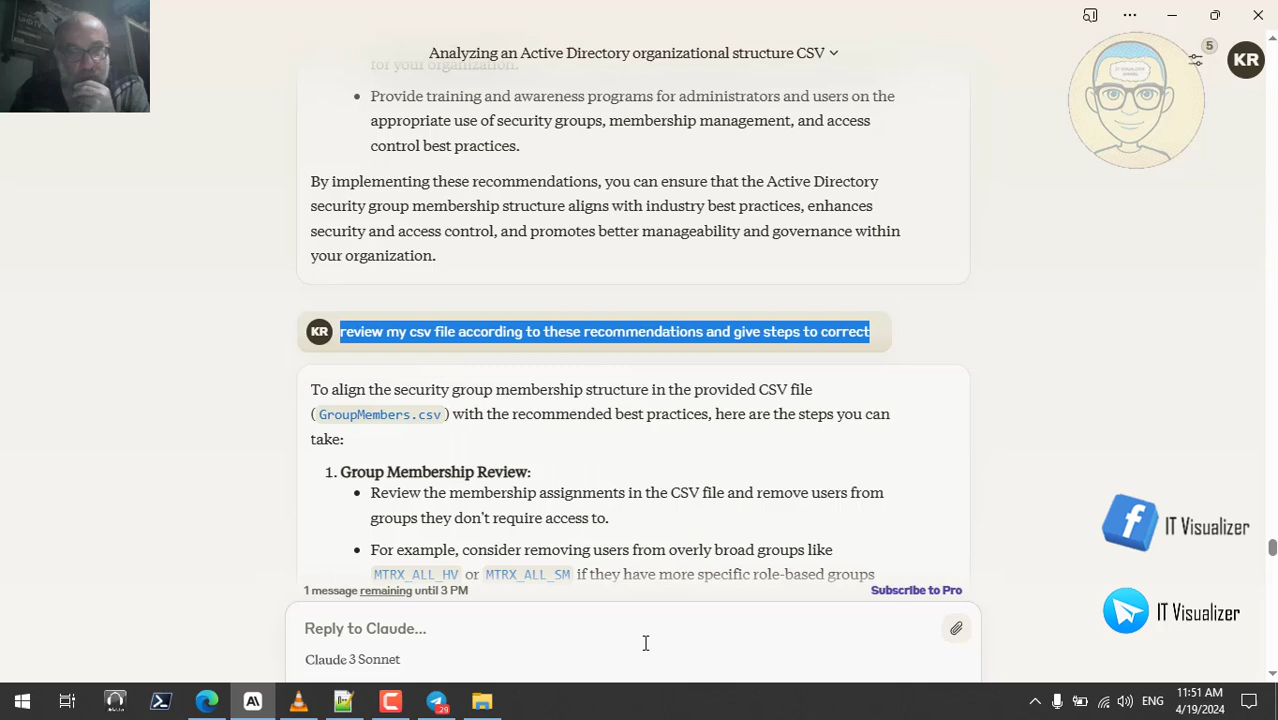 Analyzing an Active Directory organizational structure CSV
5
KR
for your organization.
• Provide training and awareness programs for administrators and users on the
appropriate use of security groups, membership management, and access
control best practices.
By implementing these recommendations, you can ensure that the Active Directory
security group membership structure aligns with industry best practices, enhances
security and access control, and promotes better manageability and governance within
your organization.
KR review my csv file according to these recommendations and give steps to correct
To align the security group membership structure in the provided CSV file
(GroupMembers.csv) with the recommended best practices, here are the steps you can
take:
1. Group Membership Review:
• Review the membership assignments in the CSV file and remove users from
groups they don’t require access to.
• For example, consider removing users from overly broad groups like
MTRX_ALL_HV or MTRX_ALL_SM if they have more specific role-based groups
1 message remaining until 3 PM
Subscribe to Pro
Reply to Claude...
Claude 3 Sonnet
IT Visualizer
IT Visualizer
AI
29
ENG
11:51 AM
4/19/2024